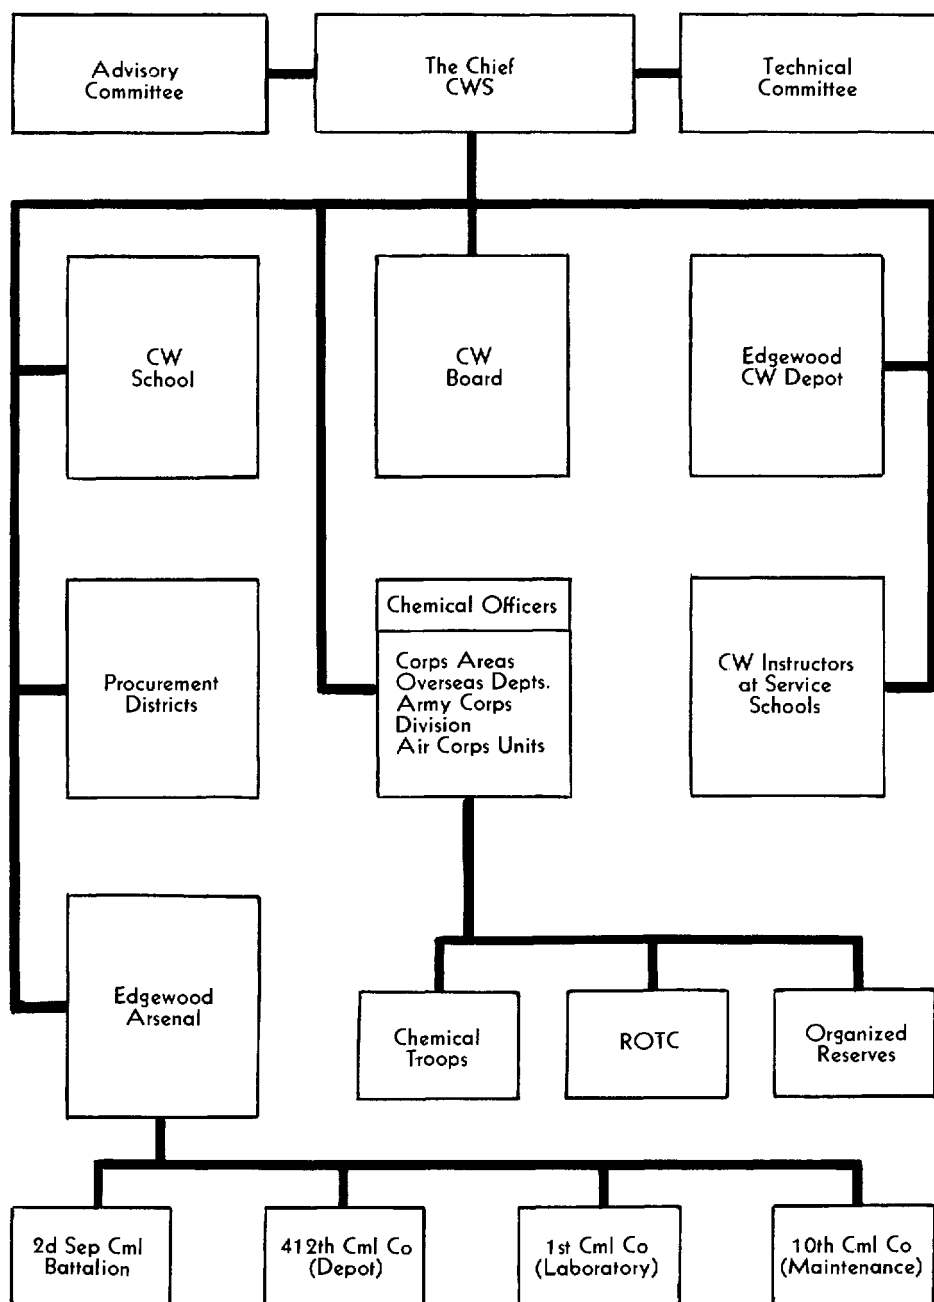 Advisory
Committee
The Chief
CWS
Technical
Committee
CW
School
CW
Board
Edgewood
CW Depot
Procurement
Districts
Chemical Officers
Corps Areas
Overseas Depts.
Army Corps
Division
Air Corps Units
CW Instructors
at Service
Schools
Edgewood
Arsenal
Chemical
Troops
ROTC
Organized
Reserves
2d Sep Cml
Battalion
412th Cml Co
(Depot)
1st Cml Co
(Laboratory)
10th Cml Co
(Maintenance)